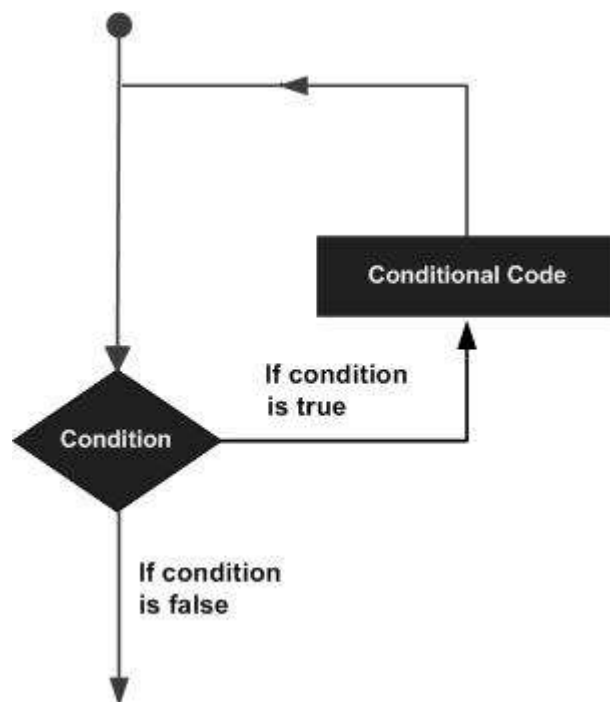 Conditional Code
If condition
is true
Condition
If condition
is false